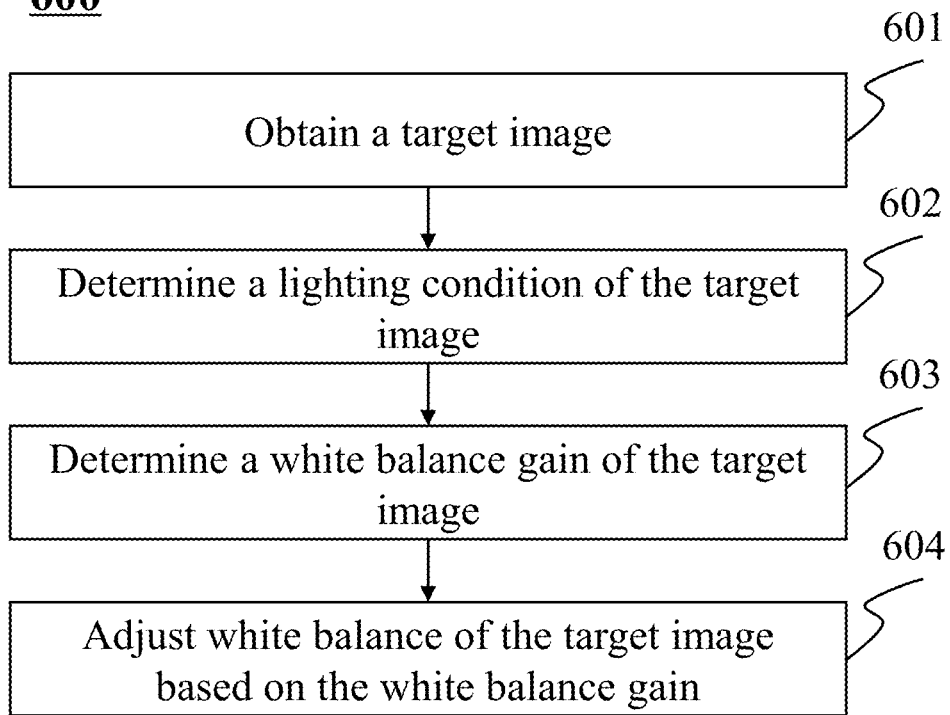 600
601
Obtain a target image
602
Determine a lighting condition of the target
image
603
Determine a white balance gain of the target
image
604
Adjust white balance of the target image
based on the white balance gain